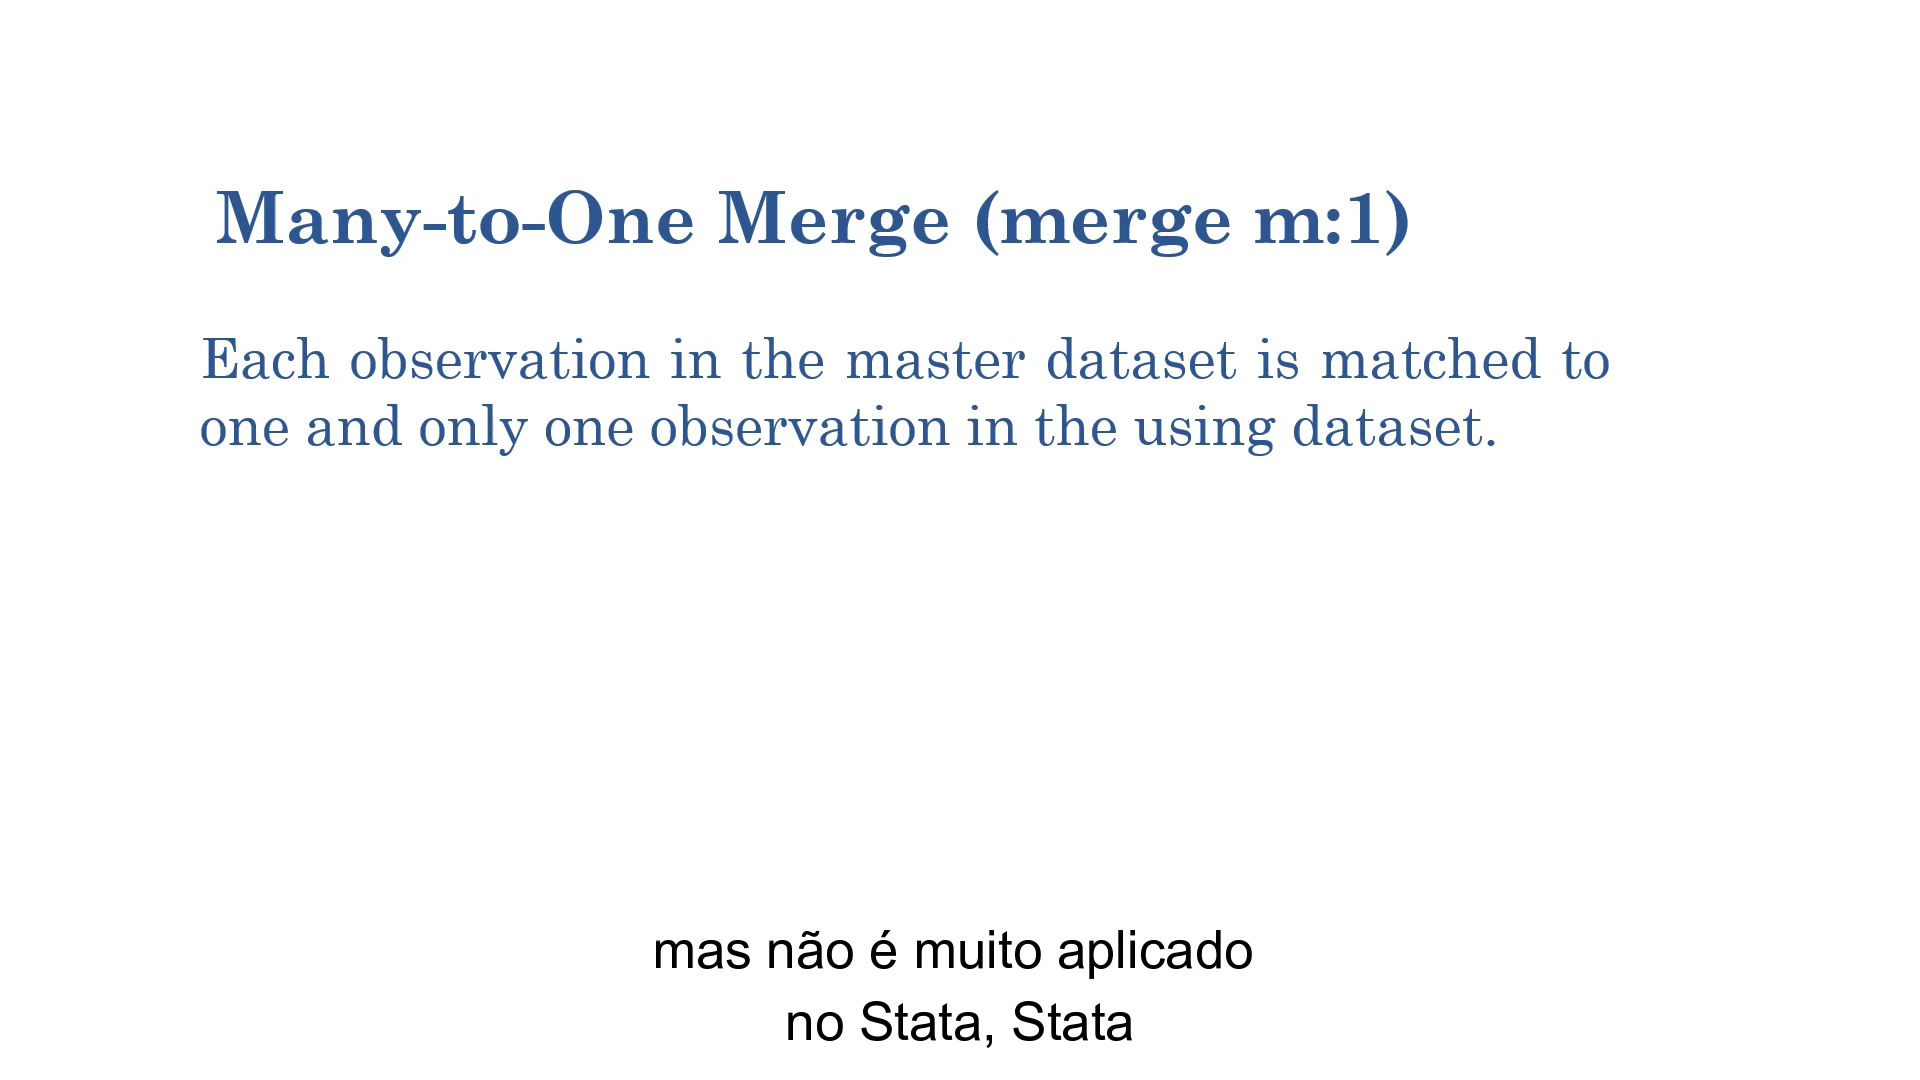 Many-to-One Merge (merge m:1)
Each observation in the master dataset is matched to
one and only one observation in the using dataset.
mas não é muito aplicado
no Stata, Stata